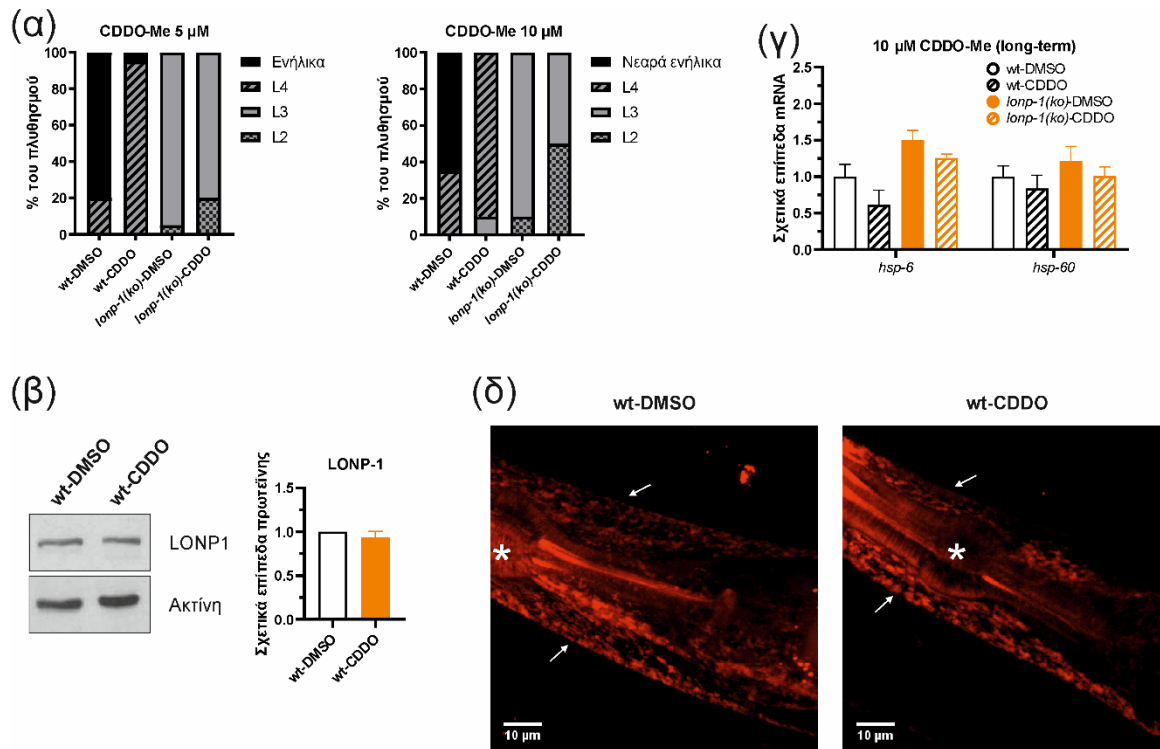 (α)
CDDO-Me 5 μM
100
80
60
40
20
0
% του πλυθησμού
wt-DMSO
wt-CDDO
lonp-1(ko)-DMSO
lonp-1(ko)-CDDO
Ενήλικα
L4
L3
L2
CDDO-Me 10 μM
100
80
60
40
20
0
% του πλυθησμού
wt-DMSO
wt-CDDO
lonp-1(ko)-DMSO
lonp-1(ko)-CDDO
Νεαρά ενήλικα
L4
L3
L2
(γ)
10 μM CDDO-Me (long-term)
2.5
2.0
1.5
1.0
0.5
0.0
Σχετικά επίπεδα mRNA
wt-DMSO
wt-CDDO
lonp-1(ko)-DMSO
lonp-1(ko)-CDDO
hsp-6
hsp-60
(β)
wt-DMSO
wt-CDDO
LONP1
Ακτίνη
LONP-1
1.5
1.0
0.5
0.0
Σχετικά επίπεδα πρωτεΐνης
wt-DMSO
wt-CDDO
(δ)
wt-DMSO
*
10 μm
wt-CDDO
*
10 μm